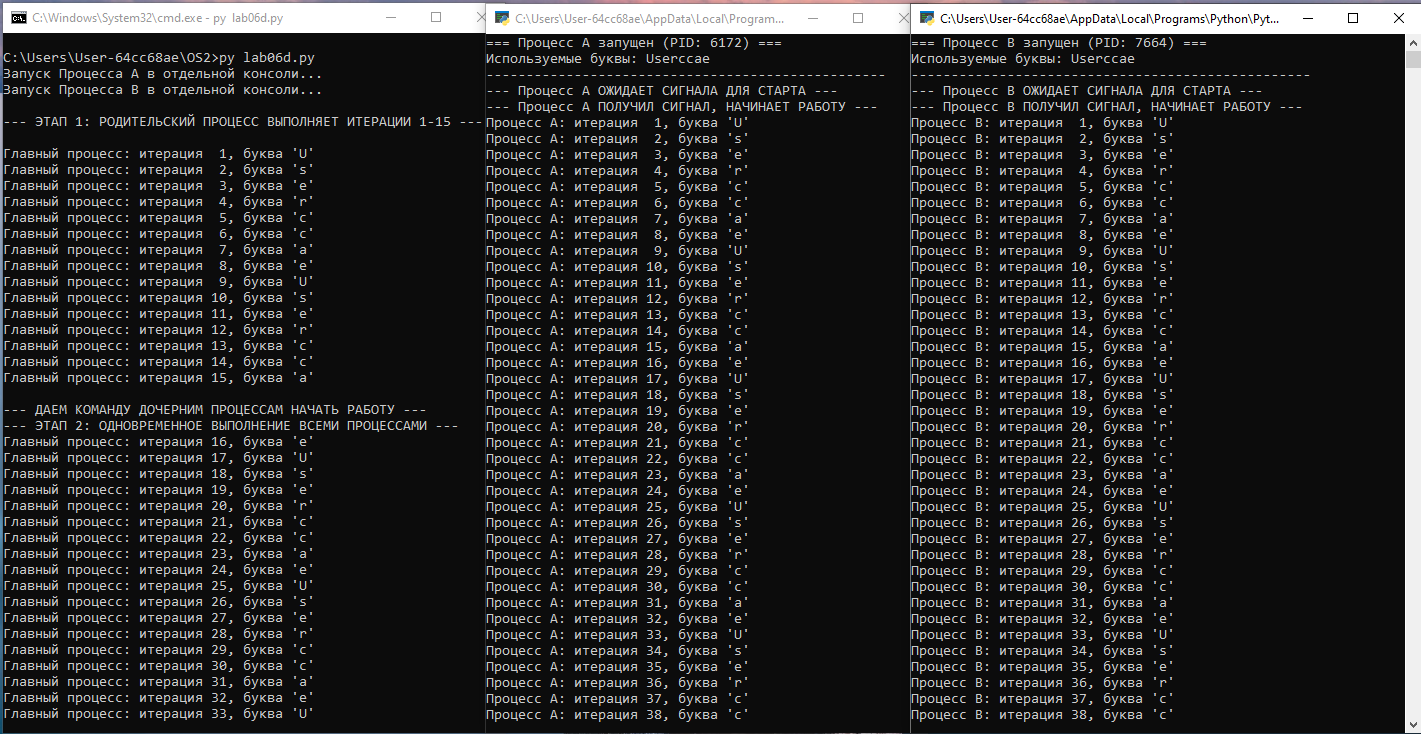 C:\Windows\System32\cmd.exe - py lab06d.py
C:\Users\User-64cc68ae\OS2>py lab06d.py
Запуск Процесса A в отдельной консоли...
Запуск Процесса B в отдельной консоли...
--- ЭТАП 1: РОДИТЕЛЬСКИЙ ПРОЦЕСС ВЫПОЛНЯЕТ ИТЕРАЦИИ 1-15 ---
Главный процесс: итерация  1, буква 'U'
Главный процесс: итерация  2, буква 's'
Главный процесс: итерация  3, буква 'e'
Главный процесс: итерация  4, буква 'r'
Главный процесс: итерация  5, буква 'c'
Главный процесс: итерация  6, буква 'c'
Главный процесс: итерация  7, буква 'a'
Главный процесс: итерация  8, буква 'e'
Главный процесс: итерация  9, буква 'U'
Главный процесс: итерация 10, буква 's'
Главный процесс: итерация 11, буква 'e'
Главный процесс: итерация 12, буква 'r'
Главный процесс: итерация 13, буква 'c'
Главный процесс: итерация 14, буква 'c'
Главный процесс: итерация 15, буква 'a'
--- ДАЕМ КОМАНДУ ДОЧЕРНИМ ПРОЦЕССАМ НАЧАТЬ РАБОТУ ---
--- ЭТАП 2: ОДНОВРЕМЕННОЕ ВЫПОЛНЕНИЕ ВСЕМИ ПРОЦЕССАМИ ---
Главный процесс: итерация 16, буква 'e'
Главный процесс: итерация 17, буква 'U'
Главный процесс: итерация 18, буква 's'
Главный процесс: итерация 19, буква 'e'
Главный процесс: итерация 20, буква 'r'
Главный процесс: итерация 21, буква 'c'
Главный процесс: итерация 22, буква 'c'
Главный процесс: итерация 23, буква 'a'
Главный процесс: итерация 24, буква 'e'
Главный процесс: итерация 25, буква 'U'
Главный процесс: итерация 26, буква 's'
Главный процесс: итерация 27, буква 'e'
Главный процесс: итерация 28, буква 'r'
Главный процесс: итерация 29, буква 'c'
Главный процесс: итерация 30, буква 'c'
Главный процесс: итерация 31, буква 'a'
Главный процесс: итерация 32, буква 'e'
Главный процесс: итерация 33, буква 'U'
C:\Users\User-64cc68ae\AppData\Local\Program...
=== Процесс A запущен (PID: 6172) ===
Используемые буквы: Userccae
--------------------------------------------------
--- Процесс A ОЖИДАЕТ СИГНАЛА ДЛЯ СТАРТА ---
--- Процесс A ПОЛУЧИЛ СИГНАЛ, НАЧИНАЕТ РАБОТУ ---
Процесс A: итерация  1, буква 'U'
Процесс A: итерация  2, буква 's'
Процесс A: итерация  3, буква 'e'
Процесс A: итерация  4, буква 'r'
Процесс A: итерация  5, буква 'c'
Процесс A: итерация  6, буква 'c'
Процесс A: итерация  7, буква 'a'
Процесс A: итерация  8, буква 'e'
Процесс A: итерация  9, буква 'U'
Процесс A: итерация 10, буква 's'
Процесс A: итерация 11, буква 'e'
Процесс A: итерация 12, буква 'r'
Процесс A: итерация 13, буква 'c'
Процесс A: итерация 14, буква 'c'
Процесс A: итерация 15, буква 'a'
Процесс A: итерация 16, буква 'e'
Процесс A: итерация 17, буква 'U'
Процесс A: итерация 18, буква 's'
Процесс A: итерация 19, буква 'e'
Процесс A: итерация 20, буква 'r'
Процесс A: итерация 21, буква 'c'
Процесс A: итерация 22, буква 'c'
Процесс A: итерация 23, буква 'a'
Процесс A: итерация 24, буква 'e'
Процесс A: итерация 25, буква 'U'
Процесс A: итерация 26, буква 's'
Процесс A: итерация 27, буква 'e'
Процесс A: итерация 28, буква 'r'
Процесс A: итерация 29, буква 'c'
Процесс A: итерация 30, буква 'c'
Процесс A: итерация 31, буква 'a'
Процесс A: итерация 32, буква 'e'
Процесс A: итерация 33, буква 'U'
Процесс A: итерация 34, буква 's'
Процесс A: итерация 35, буква 'e'
Процесс A: итерация 36, буква 'r'
Процесс A: итерация 37, буква 'c'
Процесс A: итерация 38, буква 'c'
C:\Users\User-64cc68ae\AppData\Local\Programs\Python\Pyt...
=== Процесс B запущен (PID: 7664) ===
Используемые буквы: Userccae
--------------------------------------------------
--- Процесс B ОЖИДАЕТ СИГНАЛА ДЛЯ СТАРТА ---
--- Процесс B ПОЛУЧИЛ СИГНАЛ, НАЧИНАЕТ РАБОТУ ---
Процесс B: итерация  1, буква 'U'
Процесс B: итерация  2, буква 's'
Процесс B: итерация  3, буква 'e'
Процесс B: итерация  4, буква 'r'
Процесс B: итерация  5, буква 'c'
Процесс B: итерация  6, буква 'c'
Процесс B: итерация  7, буква 'a'
Процесс B: итерация  8, буква 'e'
Процесс B: итерация  9, буква 'U'
Процесс B: итерация 10, буква 's'
Процесс B: итерация 11, буква 'e'
Процесс B: итерация 12, буква 'r'
Процесс B: итерация 13, буква 'c'
Процесс B: итерация 14, буква 'c'
Процесс B: итерация 15, буква 'a'
Процесс B: итерация 16, буква 'e'
Процесс B: итерация 17, буква 'U'
Процесс B: итерация 18, буква 's'
Процесс B: итерация 19, буква 'e'
Процесс B: итерация 20, буква 'r'
Процесс B: итерация 21, буква 'c'
Процесс B: итерация 22, буква 'c'
Процесс B: итерация 23, буква 'a'
Процесс B: итерация 24, буква 'e'
Процесс B: итерация 25, буква 'U'
Процесс B: итерация 26, буква 's'
Процесс B: итерация 27, буква 'e'
Процесс B: итерация 28, буква 'r'
Процесс B: итерация 29, буква 'c'
Процесс B: итерация 30, буква 'c'
Процесс B: итерация 31, буква 'a'
Процесс B: итерация 32, буква 'e'
Процесс B: итерация 33, буква 'U'
Процесс B: итерация 34, буква 's'
Процесс B: итерация 35, буква 'e'
Процесс B: итерация 36, буква 'r'
Процесс B: итерация 37, буква 'c'
Процесс B: итерация 38, буква 'c'